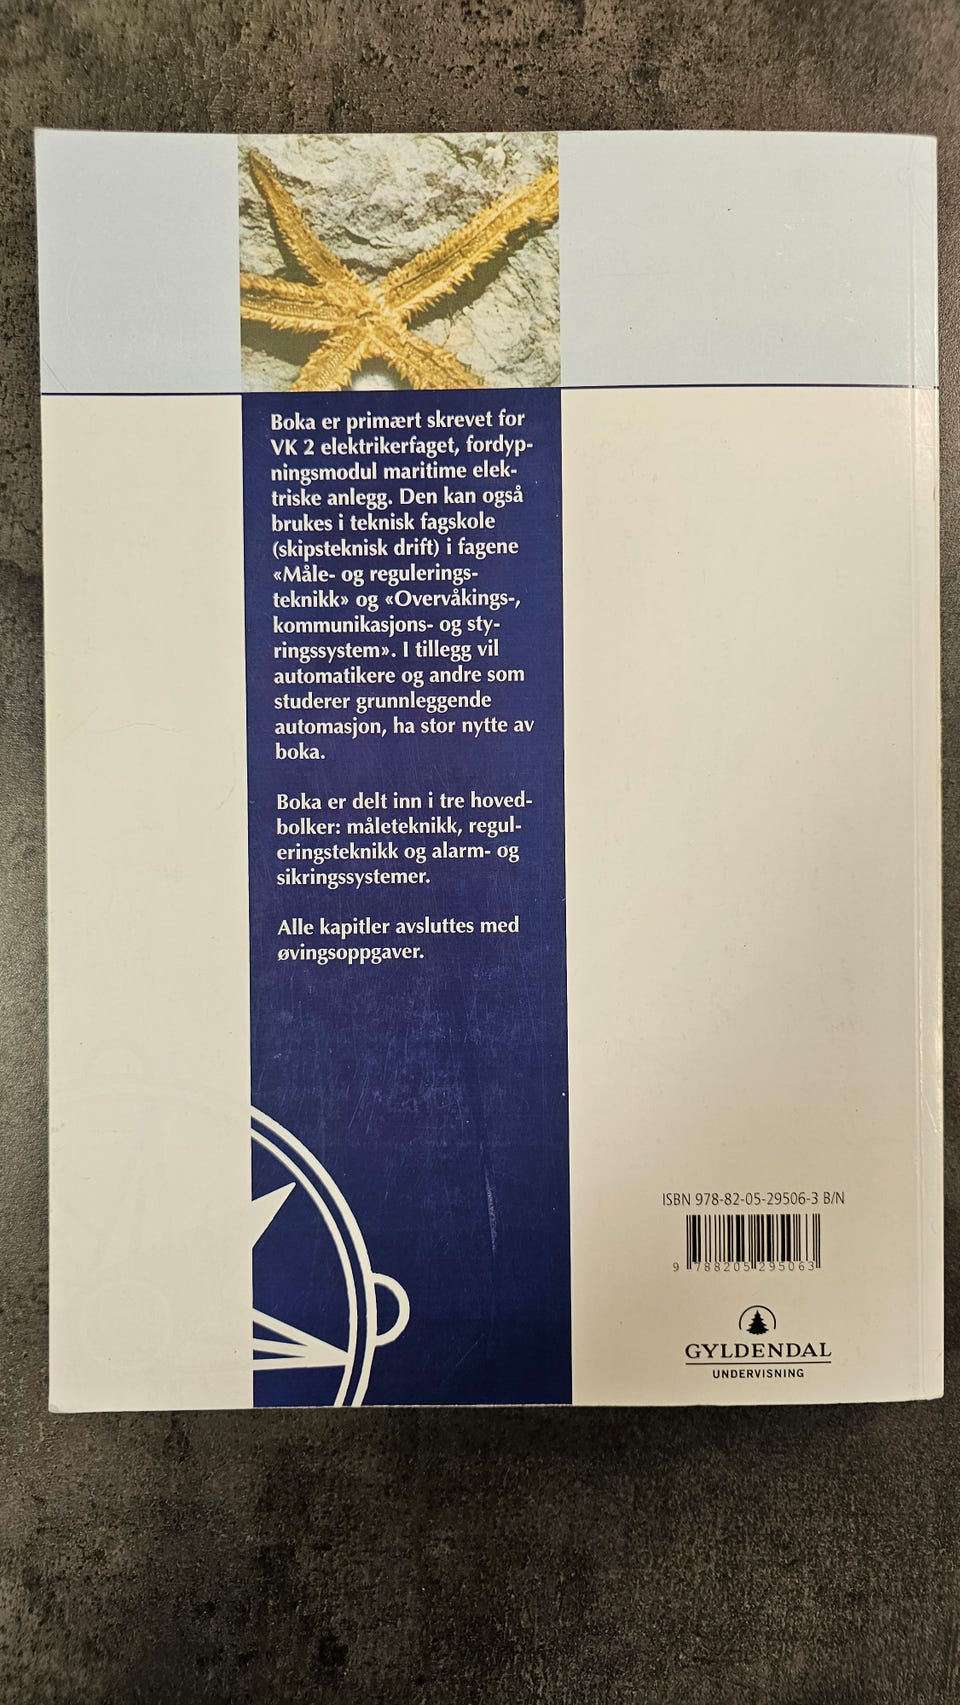 Boka er primært skrevet for
VK 2 elektrikerfaget, fordyp-
ningsmodul maritime elek-
triske anlegg. Den kan også
brukes i teknisk fagskole
(skipsteknisk drift) i fagene
«Måle- og regulerings-
teknikk» og «Overvåkings-,
kommunikasjons- og sty-
ringssystem». I tillegg vil
automatikere og andre som
studerer grunnleggende
automasjon, ha stor nytte av
boka.
Boka er delt inn i tre hoved-
bolker: måleteknikk, regul-
eringsteknikk og alarm- og
sikringssystemer.
Alle kapitler avsluttes med
øvingsoppgaver.
ISBN 978-82-05-29506-3 B/N
9 788205 295063
GYLDENDAL
UNDERVISNING